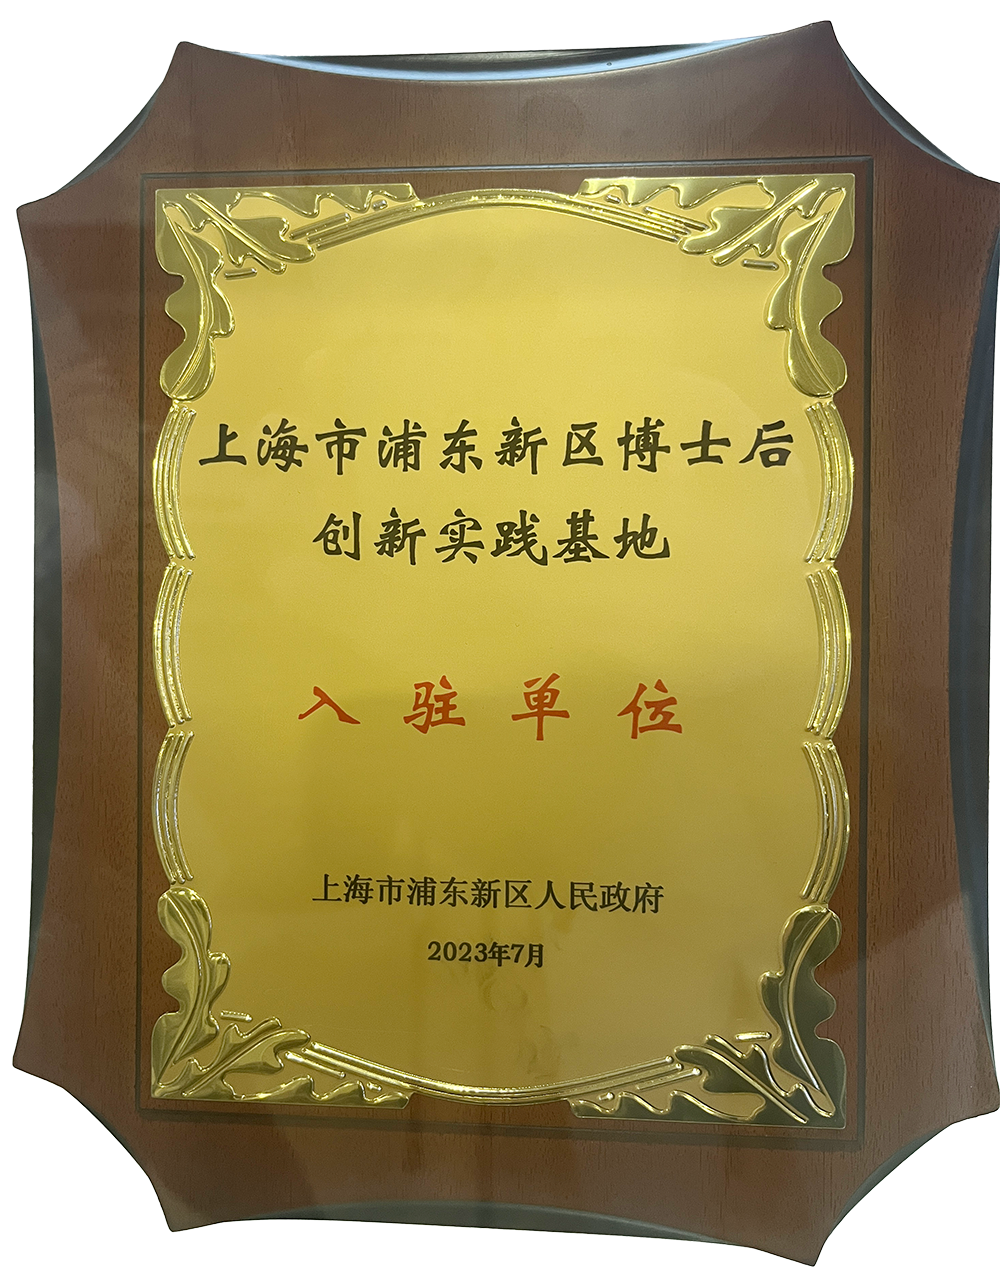 上海市浦东新区博士后
创新实践基地
入驻单位
上海市浦东新区人民政府
2023年7月